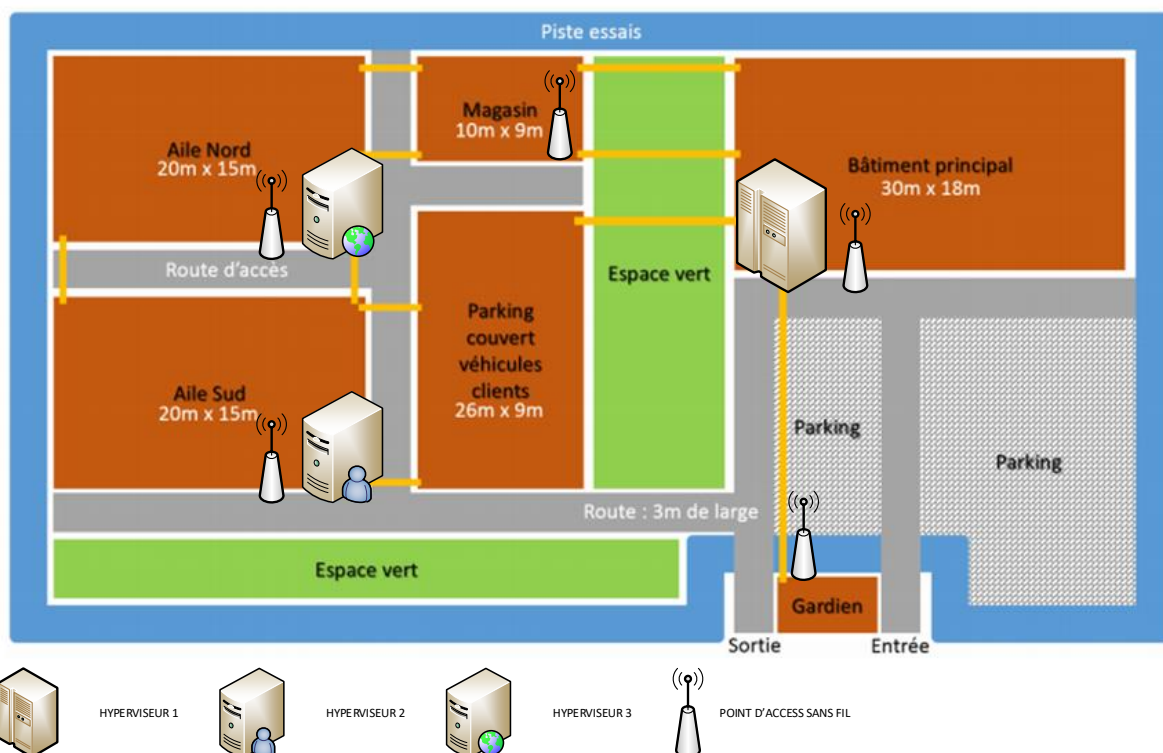 Piste essais
Magasin
10m x 9m
Aile Nord
20m x 15m
Bâtiment principal
30m x 18m
Route d'accès
Espace vert
Parking
couvert
véhicules
clients
26m x 9m
Aile Sud
20m x 15m
Parking
Parking
Route : 3m de large
Espace vert
Gardien
Sortie
Entrée
HYPERVISEUR 1
HYPERVISEUR 2
HYPERVISEUR 3
POINT D'ACCESS SANS FIL